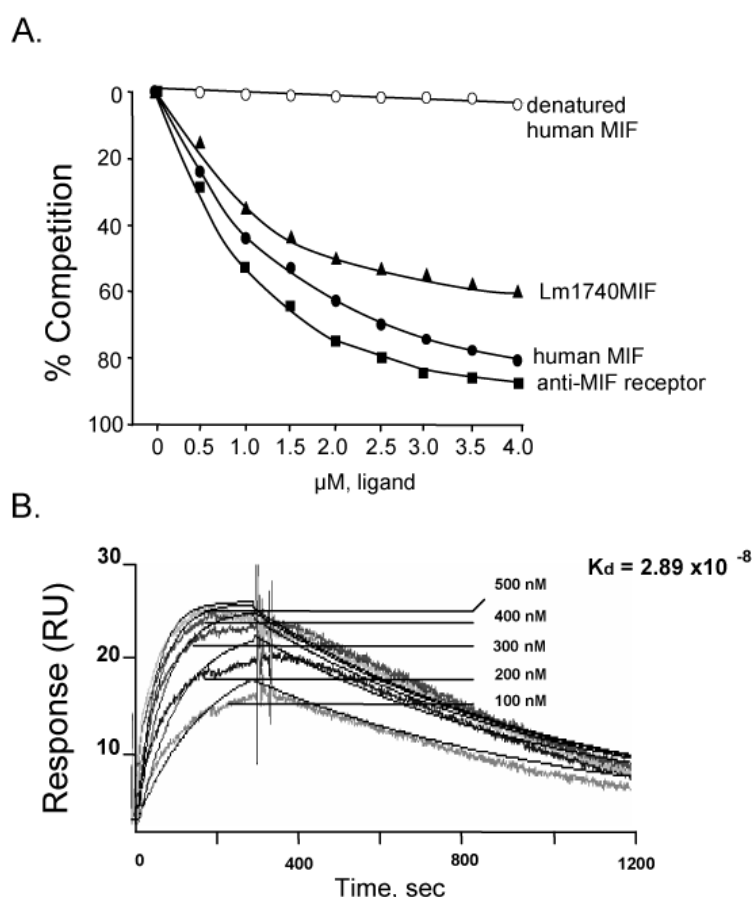 A.
% Competition
0
20
40
60
80
100
denatured
human MIF
Lm1740MIF
human MIF
anti-MIF receptor
0 0.5 1.0 1.5 2.0 2.5 3.0 3.5 4.0
µM, ligand
B.
Response (RU)
30
20
10
Kd = 2.89 x10 -8
500 nM
400 nM
300 nM
200 nM
100 nM
0 400 800 1200
Time, sec